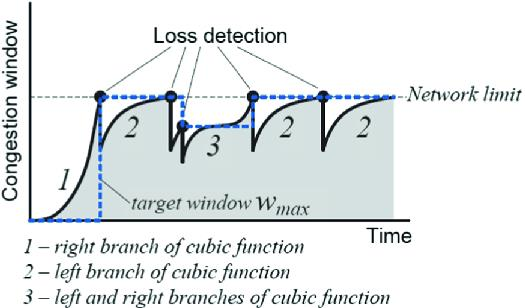 Loss detection
Congestion window
Network limit
2
2
2
3
1
target window Wmax
Time
1 – right branch of cubic function
2 – left branch of cubic function
3 – left and right branches of cubic function